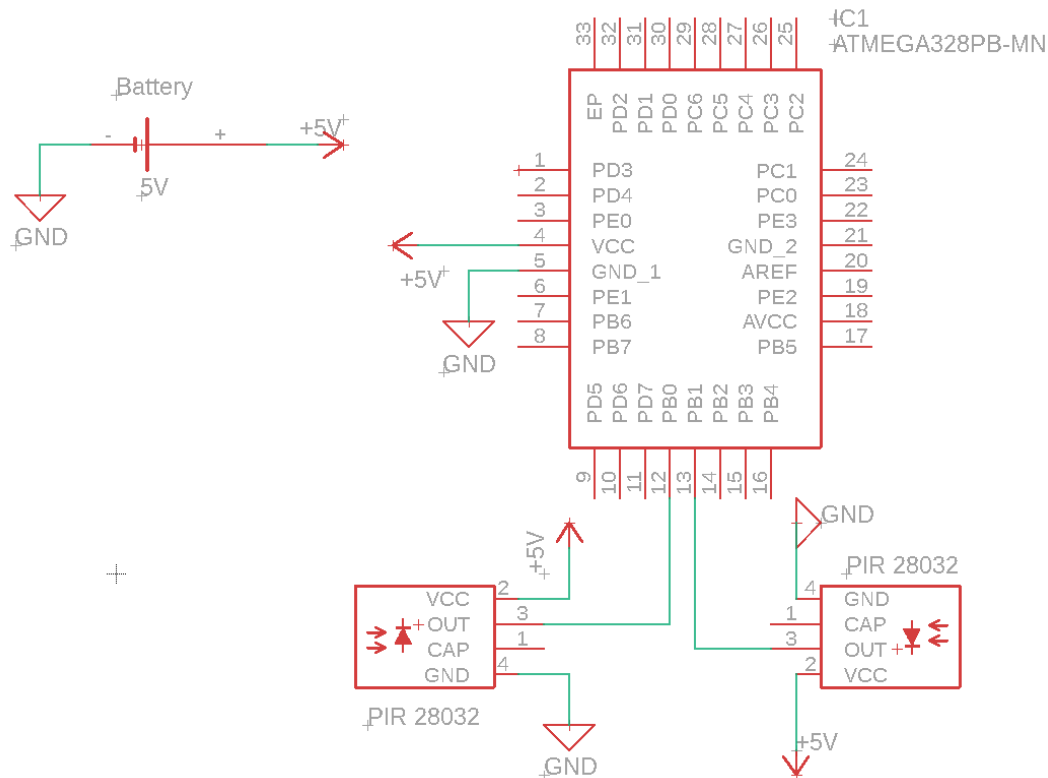 IC1
ATMEGA328PB-MN
33 32 31 30 29 28 27 26 25
EP PD2 PD1 PD0 PC6 PC5 PC4 PC3 PC2
Battery
- +
+5V
5V
GND
1 PD3 PC1 24
2 PD4 PC0 23
3 PE0 PE3 22
4 VCC GND_2 21
5 GND_1 AREF 20
6 PE1 PE2 19
7 PB6 AVCC 18
8 PB7 PB5 17
+5V
GND
PD5 PD6 PD7 PB0 PB1 PB2 PB3 PB4
9 10 11 12 13 14 15 16
+5V
VCC 2
OUT 3
CAP 1
GND 4
PIR 28032
GND
GND
PIR 28032
4 GND
1 CAP
3 OUT
2 VCC
+5V